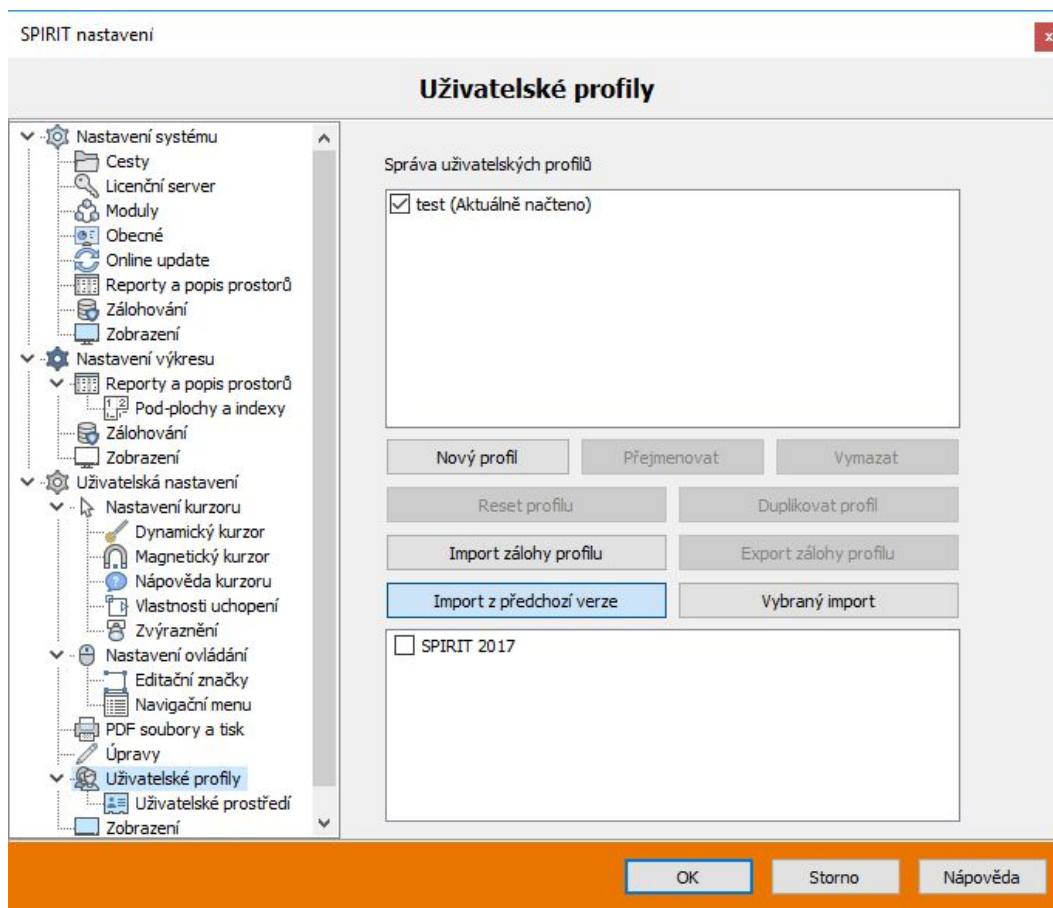 SPIRIT nastavení
x
Uživatelské profily
Nastavení systému
Cesty
Licenční server
Moduly
Obecné
Online update
Reporty a popis prostorů
Zálohování
Zobrazení
Nastavení výkresu
Reporty a popis prostorů
Pod-plochy a indexy
Zálohování
Zobrazení
Uživatelská nastavení
Nastavení kurzoru
Dynamický kurzor
Magnetický kurzor
Nápověda kurzoru
Vlastnosti uchopení
Zvýraznění
Nastavení ovládání
Editační značky
Navigační menu
PDF soubory a tisk
Úpravy
Uživatelské profily
Uživatelské prostředí
Zobrazení
Správa uživatelských profilů
test (Aktuálně načteno)
Nový profil Přejmenovat Vymazat
Reset profilu Duplikovat profil
Import zálohy profilu Export zálohy profilu
Import z předchozí verze Vybraný import
SPIRIT 2017
OK Storno Nápověda